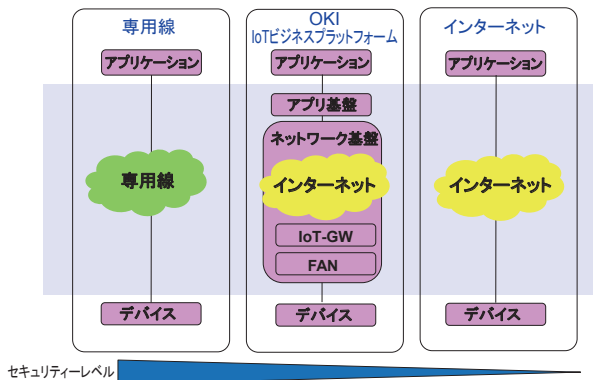 専用線
アプリケーション
専用線
デバイス
OKI
IoTビジネスプラットフォーム
アプリケーション
アプリ基盤
ネットワーク基盤
インターネット
IoT-GW
FAN
デバイス
インターネット
アプリケーション
インターネット
デバイス
セキュリティーレベル